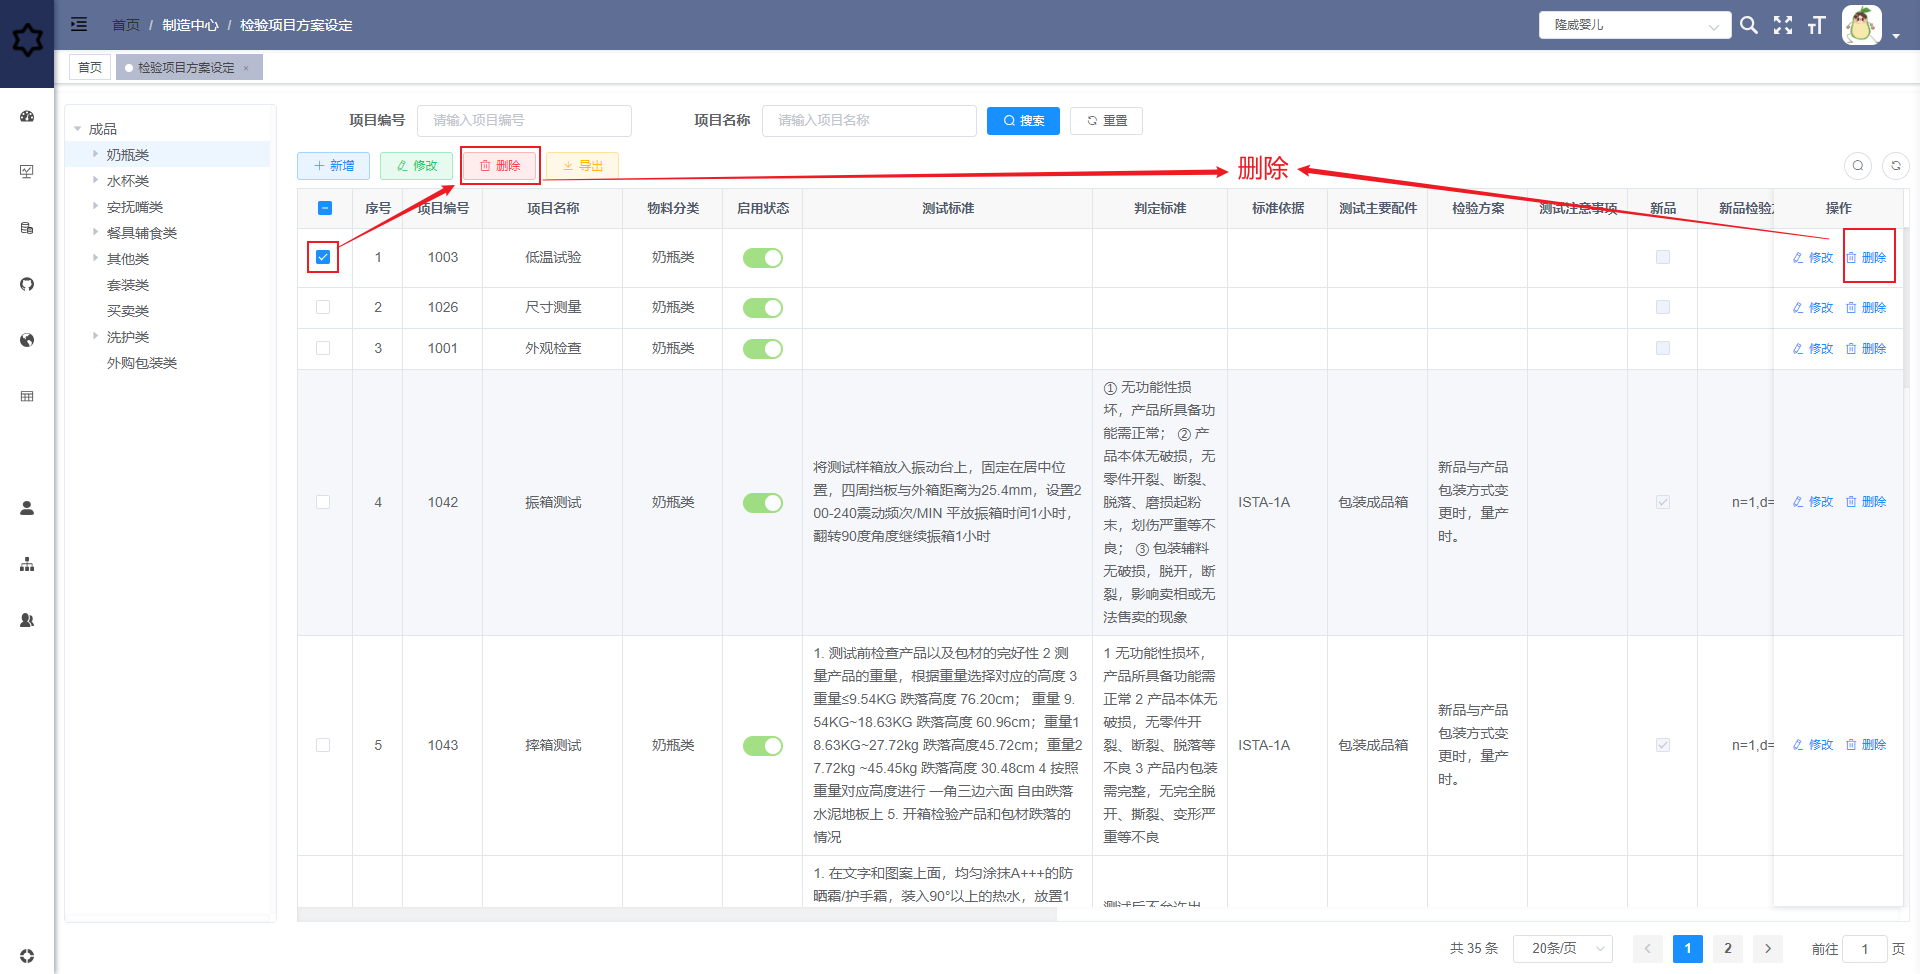 首页 / 制造中心 / 检验项目方案设定
隆威婴儿
首页
检验项目方案设定 ×
成品
奶瓶类
水杯类
安抚嘴类
餐具辅食类
其他类
套装类
买卖类
洗护类
外购包装类
项目编号 请输入项目编号 项目名称 请输入项目名称 搜索 重置
新增 修改 删除 导出
删除
序号 项目编号 项目名称 物料分类 启用状态 测试标准 判定标准 标准依据 测试主要配件 检验方案 测试注意事项 新品 新品检验 操作
1 1003 低温试验 奶瓶类 修改 删除
2 1026 尺寸测量 奶瓶类 修改 删除
3 1001 外观检查 奶瓶类 修改 删除
4 1042 振箱测试 奶瓶类
将测试样箱放入振动台上，固定在居中位
置，四周挡板与外箱距离为25.4mm，设置2
00-240震动频次/MIN 平放振箱时间1小时，
翻转90度角度继续振箱1小时
① 无功能性损
坏，产品所具备功
能需正常； ② 产
品本体无破损，无
零件开裂、断裂、
脱落、磨损起粉
末，划伤严重等不
良； ③ 包装辅料
无破损，脱开，断
裂，影响卖相或无
法售卖的现象
ISTA-1A 包装成品箱
新品与产品
包装方式变
更时，量产
时。
n=1,d= 修改 删除
5 1043 摔箱测试 奶瓶类
1. 测试前检查产品以及包材的完好性 2 测
量产品的重量，根据重量选择对应的高度 3
重量≤9.54KG 跌落高度 76.20cm； 重量 9.
54KG~18.63KG 跌落高度 60.96cm；重量1
8.63KG~27.72kg 跌落高度45.72cm；重量2
7.72kg ~45.45kg 跌落高度 30.48cm 4 按照
重量对应高度进行 一角三边六面 自由跌落
水泥地板上 5. 开箱检验产品和包材跌落的
情况
1 无功能性损坏，
产品所具备功能需
正常 2 产品本体无
破损，无零件开
裂、断裂、脱落等
不良 3 产品内包装
需完整，无完全脱
开、撕裂、变形严
重等不良
ISTA-1A 包装成品箱
新品与产品
包装方式变
更时，量产
时。
n=1,d= 修改 删除
1. 在文字和图案上面，均匀涂抹A+++的防
晒霜/护手霜，装入90°以上的热水，放置1
测试后不允许出
共 35 条 20条/页 1 2 前往 1 页